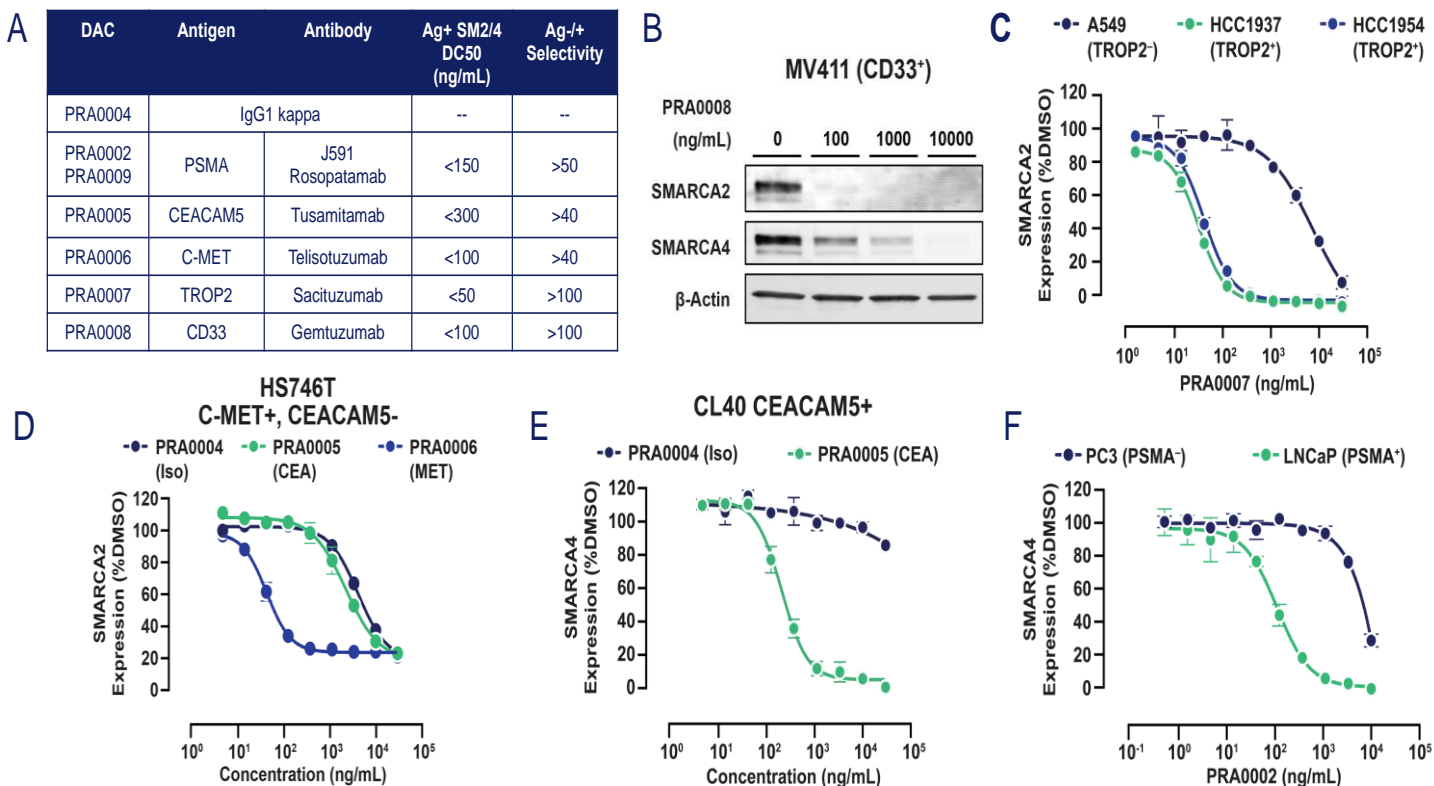 A
DAC Antigen Antibody Ag+ SM2/4 DC50 (ng/mL) Ag-/+ Selectivity
PRA0004 IgG1 kappa -- --
PRA0002 PRA0009 PSMA J591 Rosopatamab <150 >50
PRA0005 CEACAM5 Tusamitamab <300 >40
PRA0006 C-MET Telisotuzumab <100 >40
PRA0007 TROP2 Sacituzumab <50 >100
PRA0008 CD33 Gemtuzumab <100 >100
B
MV411 (CD33⁺)
PRA0008
(ng/mL) 0 100 1000 10000
SMARCA2
SMARCA4
β-Actin
C
A549 HCC1937 HCC1954
(TROP2⁻) (TROP2⁺) (TROP2⁺)
SMARCA2
Expression (%DMSO)
120
100
80
60
40
20
0
10⁰ 10¹ 10² 10³ 10⁴ 10⁵
PRA0007 (ng/mL)
D
HS746T
C-MET+, CEACAM5-
PRA0004 PRA0005 PRA0006
(Iso) (CEA) (MET)
SMARCA2
Expression (%DMSO)
120
100
80
60
40
20
0
10⁰ 10¹ 10² 10³ 10⁴ 10⁵
Concentration (ng/mL)
E
CL40 CEACAM5+
PRA0004 (Iso) PRA0005 (CEA)
SMARCA4
Expression (%DMSO)
120
100
80
60
40
20
0
10⁰ 10¹ 10² 10³ 10⁴ 10⁵
Concentration (ng/mL)
F
PC3 (PSMA⁻) LNCaP (PSMA⁺)
SMARCA4
Expression (%DMSO)
120
100
80
60
40
20
0
10⁻¹ 10⁰ 10¹ 10² 10³ 10⁴ 10⁵
PRA0002 (ng/mL)